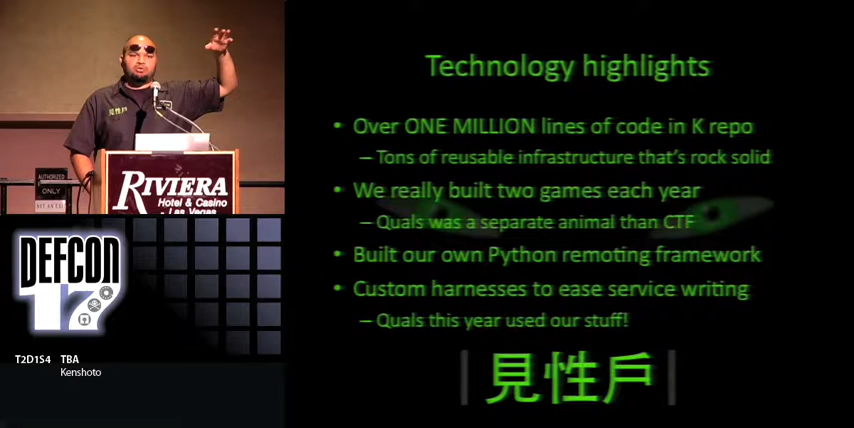 見性戶
AUTHORIZED
ONLY
RIVIERA
Hotel & Casino
Las Vegas
DEFCON
17
T2D1S4 TBA
Kenshoto
Technology highlights
• Over ONE MILLION lines of code in K repo
– Tons of reusable infrastructure that's rock solid
• We really built two games each year
– Quals was a separate animal than CTF
• Built our own Python remoting framework
• Custom harnesses to ease service writing
– Quals this year used our stuff!
|見性戶|